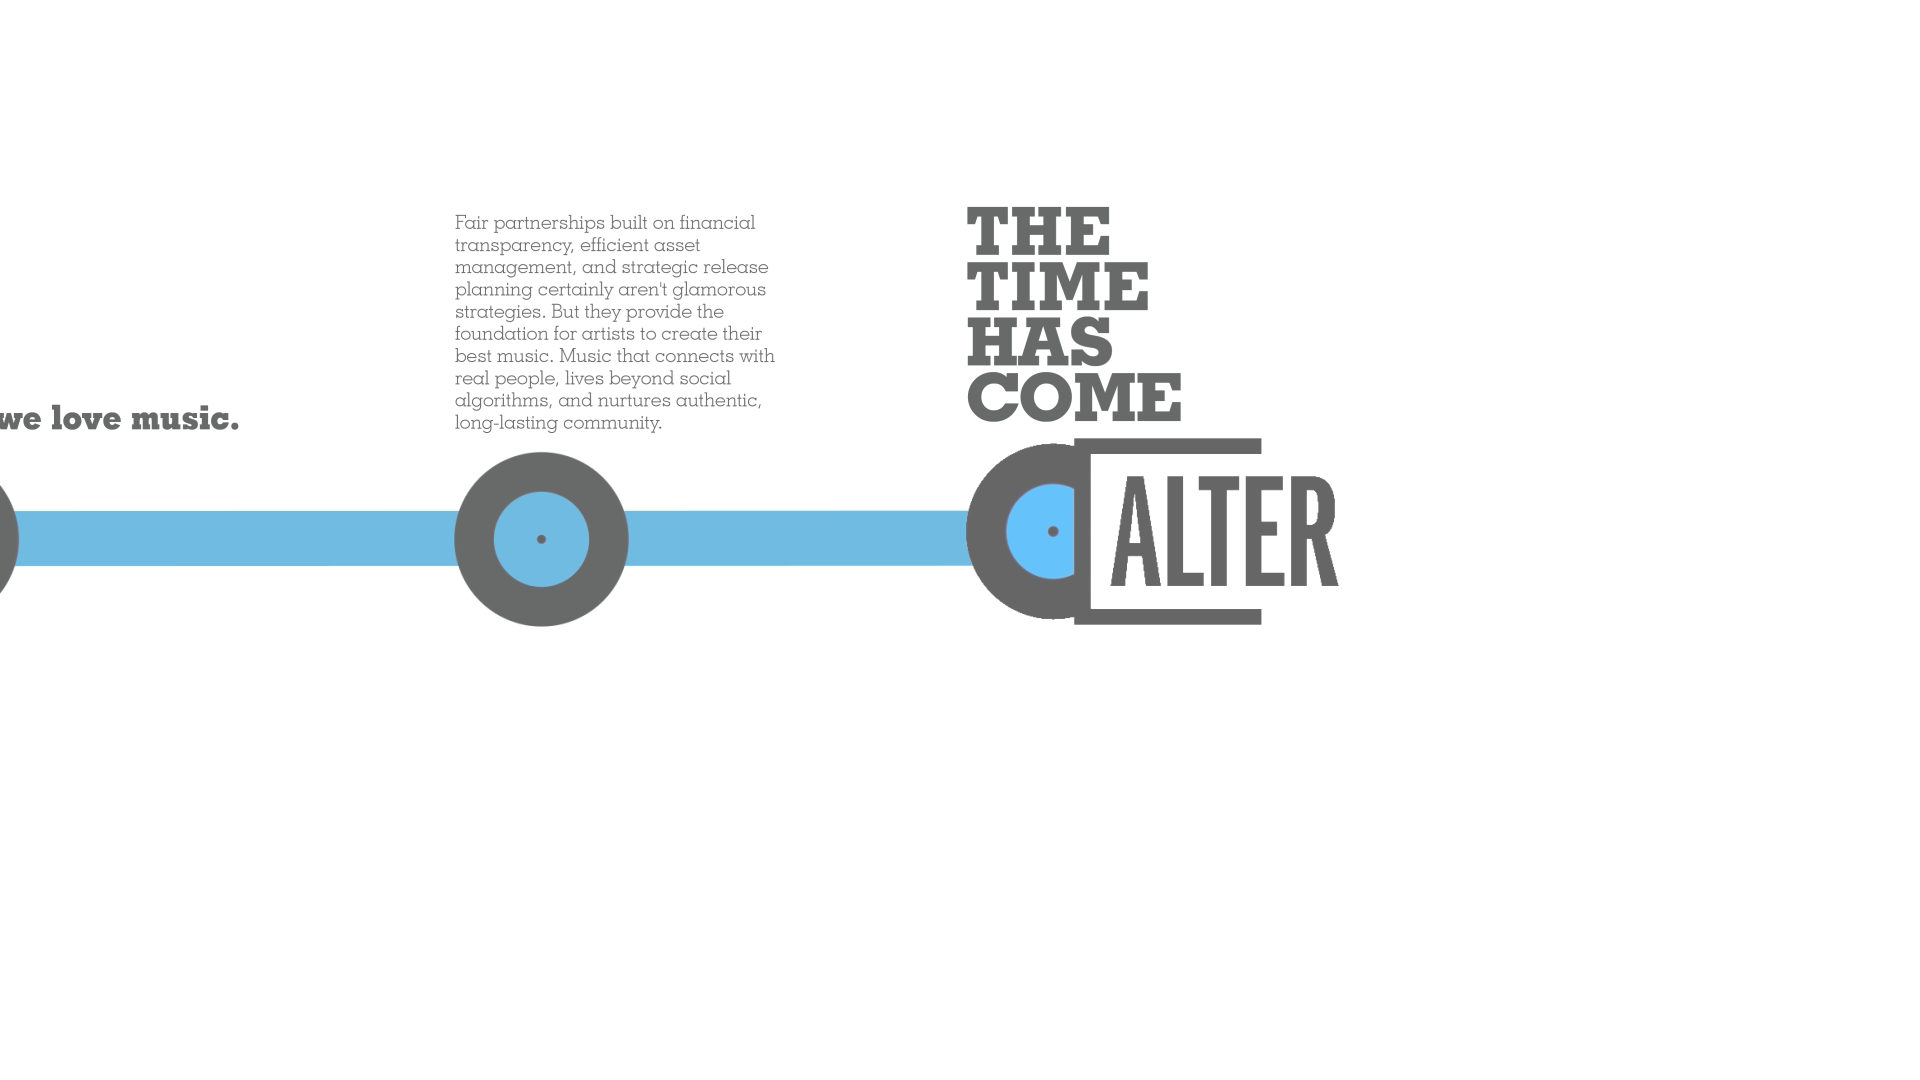 we love music.
Fair partnerships built on financial
transparency, efficient asset
management, and strategic release
planning certainly aren't glamorous
strategies. But they provide the
foundation for artists to create their
best music. Music that connects with
real people, lives beyond social
algorithms, and nurtures authentic,
long-lasting community.
THE
TIME
HAS
COME
ALTER